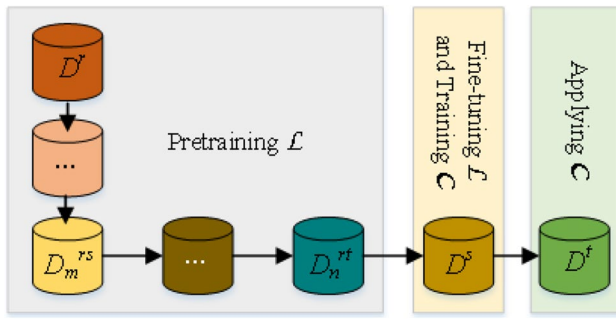 D^r
...
Pretraining ℒ
D_m^{rs}
...
D_n^{rt}
Fine-tuning ℒ
and Training C
D^s
Applying C
D^t